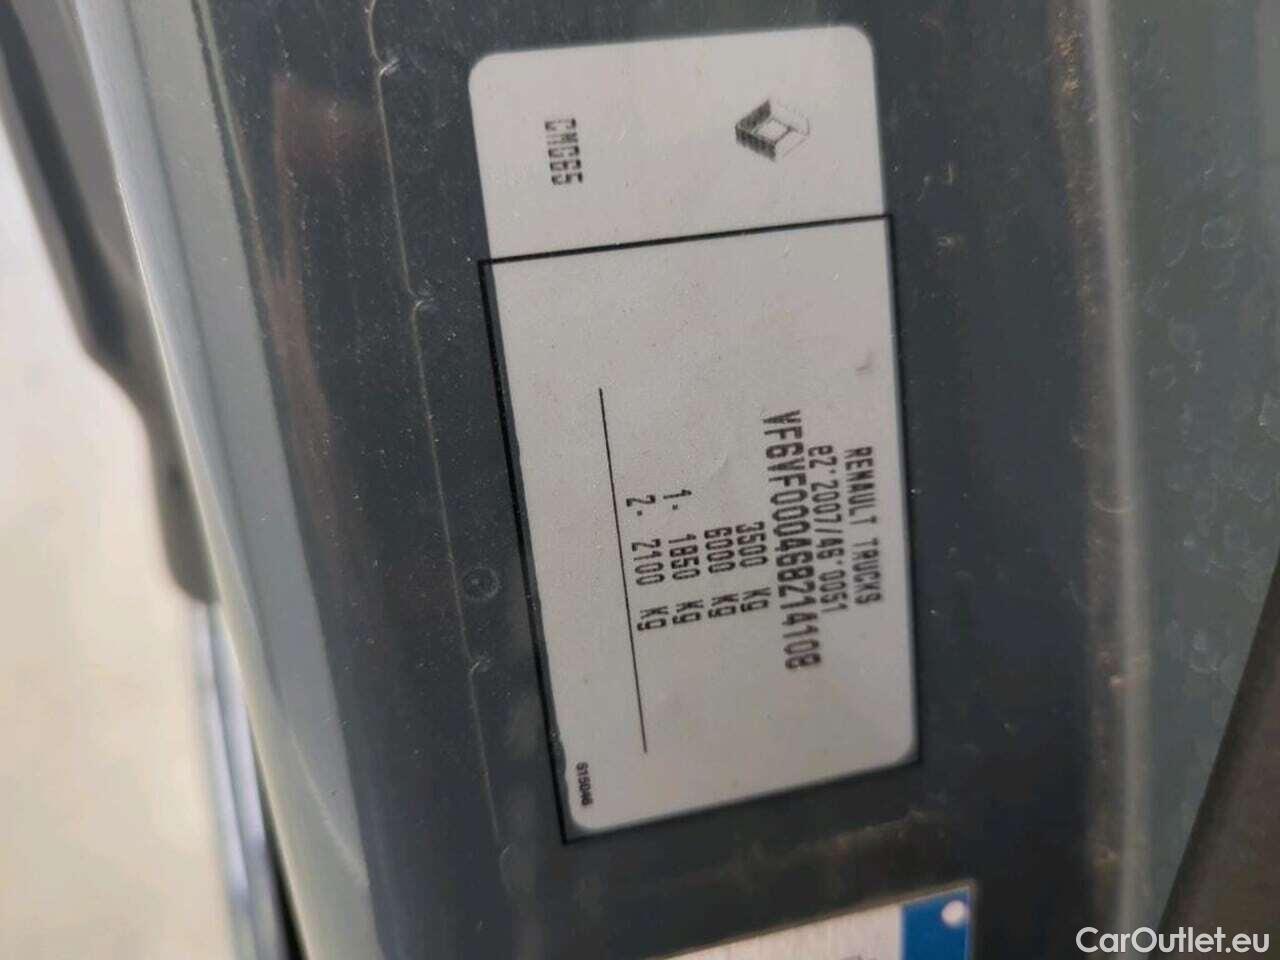 RENAULT TRUCKS
e2*2007/46*0051
VF6VF000468214108
3500 Kg
6000 Kg
1- 1850 Kg
2- 2100 Kg
CarOutlet.eu